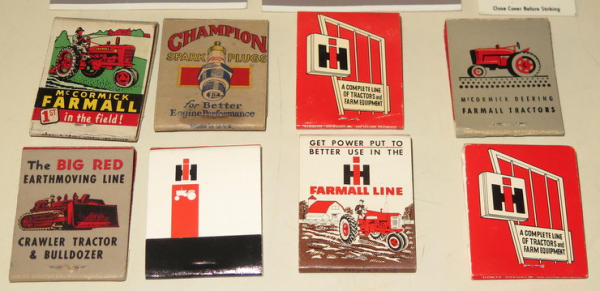 Close Cover Before Striking
McCORMICK
FARMALL
1ST in the field!
CHAMPION
SPARK PLUGS
for Better
Engine Performance
IH
A COMPLETE LINE
OF TRACTORS and
FARM EQUIPMENT
McCORMICK DEERING
FARMALL TRACTORS
The BIG RED
EARTHMOVING LINE
CRAWLER TRACTOR
& BULLDOZER
IH
GET POWER PUT TO
BETTER USE IN THE
IH
FARMALL LINE
IH
A COMPLETE LINE
OF TRACTORS and
FARM EQUIPMENT